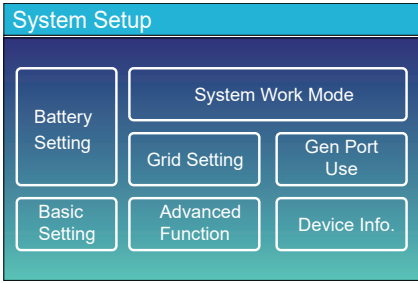 System Setup
Battery
Setting
System Work Mode
Grid Setting
Gen Port
Use
Basic
Setting
Advanced
Function
Device Info.